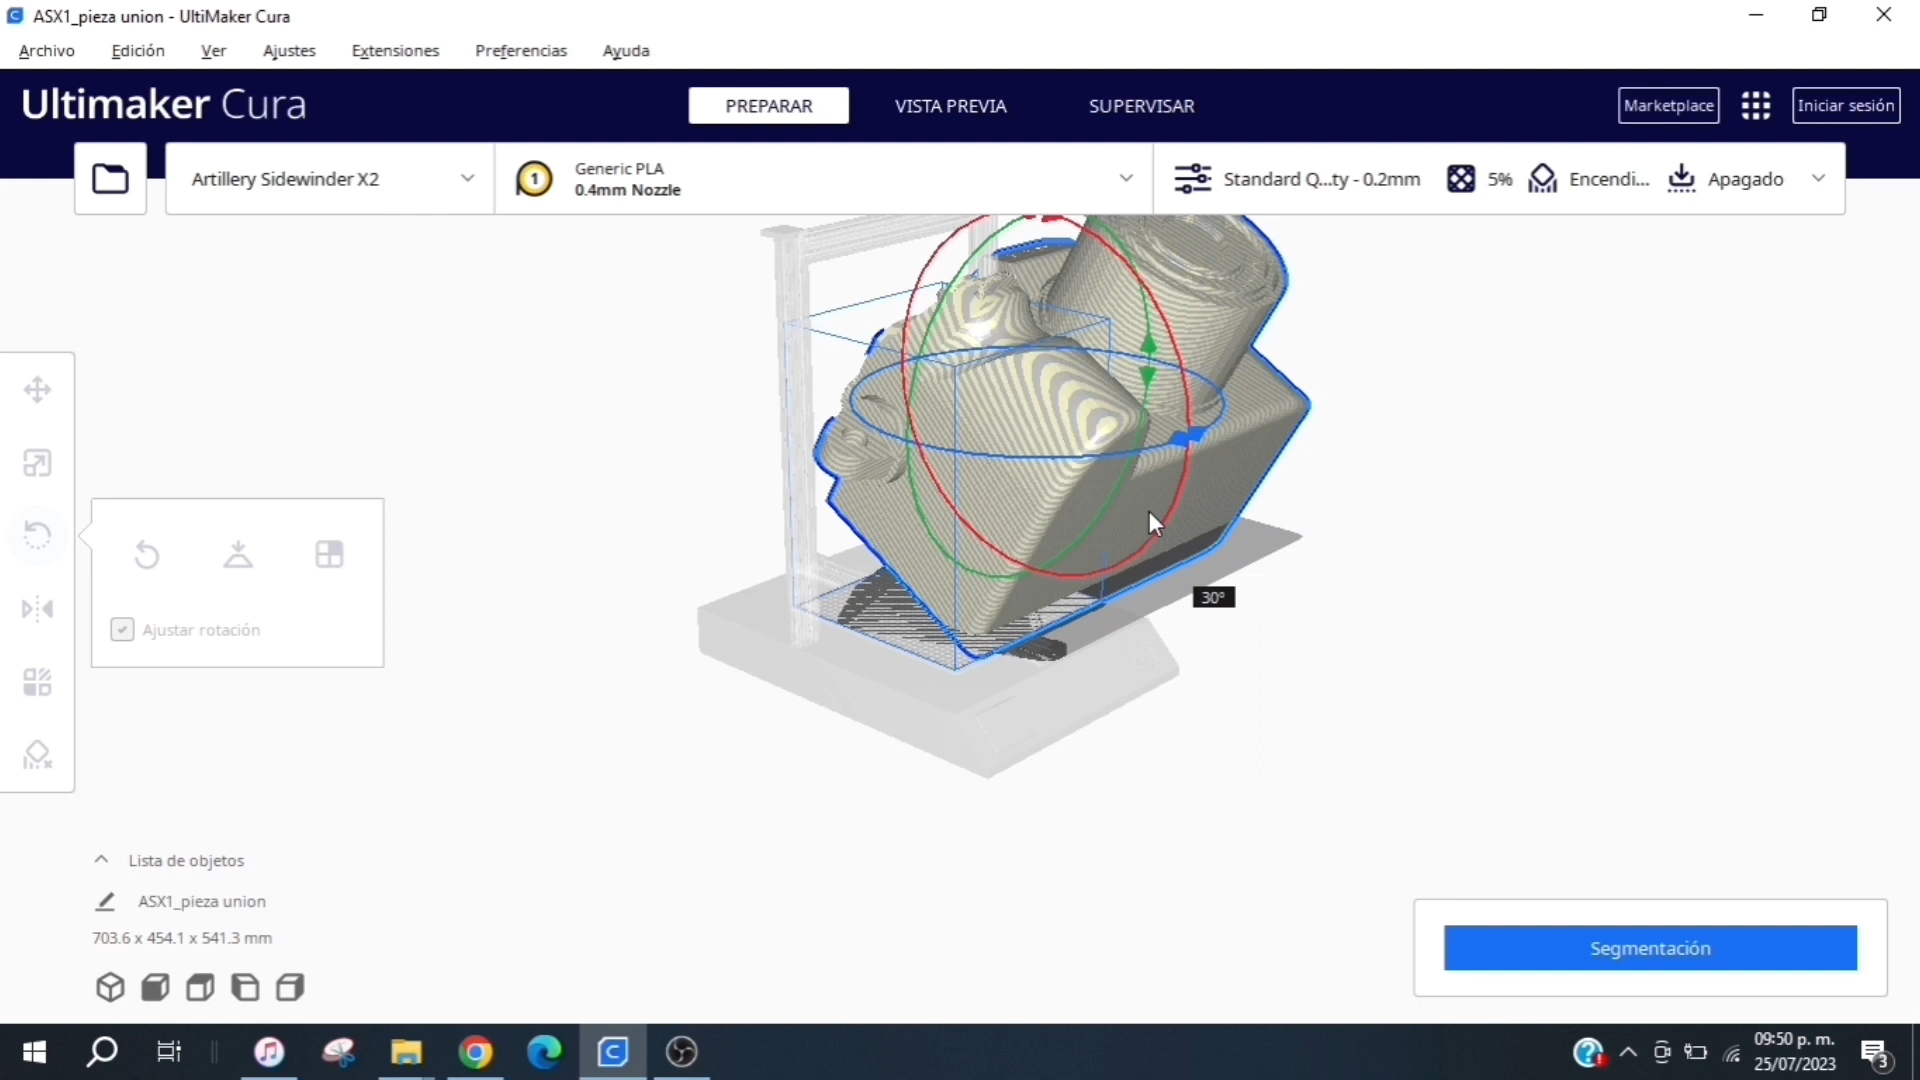 ASX1_pieza union - UltiMaker Cura
Archivo Edición Ver Ajustes Extensiones Preferencias Ayuda
Ultimaker Cura
PREPARAR VISTA PREVIA SUPERVISAR
Marketplace Iniciar sesión
Artillery Sidewinder X2
1
Generic PLA
0.4mm Nozzle
Standard Q...ty - 0.2mm 5% Encendi... Apagado
30°
Ajustar rotación
Lista de objetos
ASX1_pieza union
703.6 x 454.1 x 541.3 mm
Segmentación
09:50 p. m.
25/07/2023
3